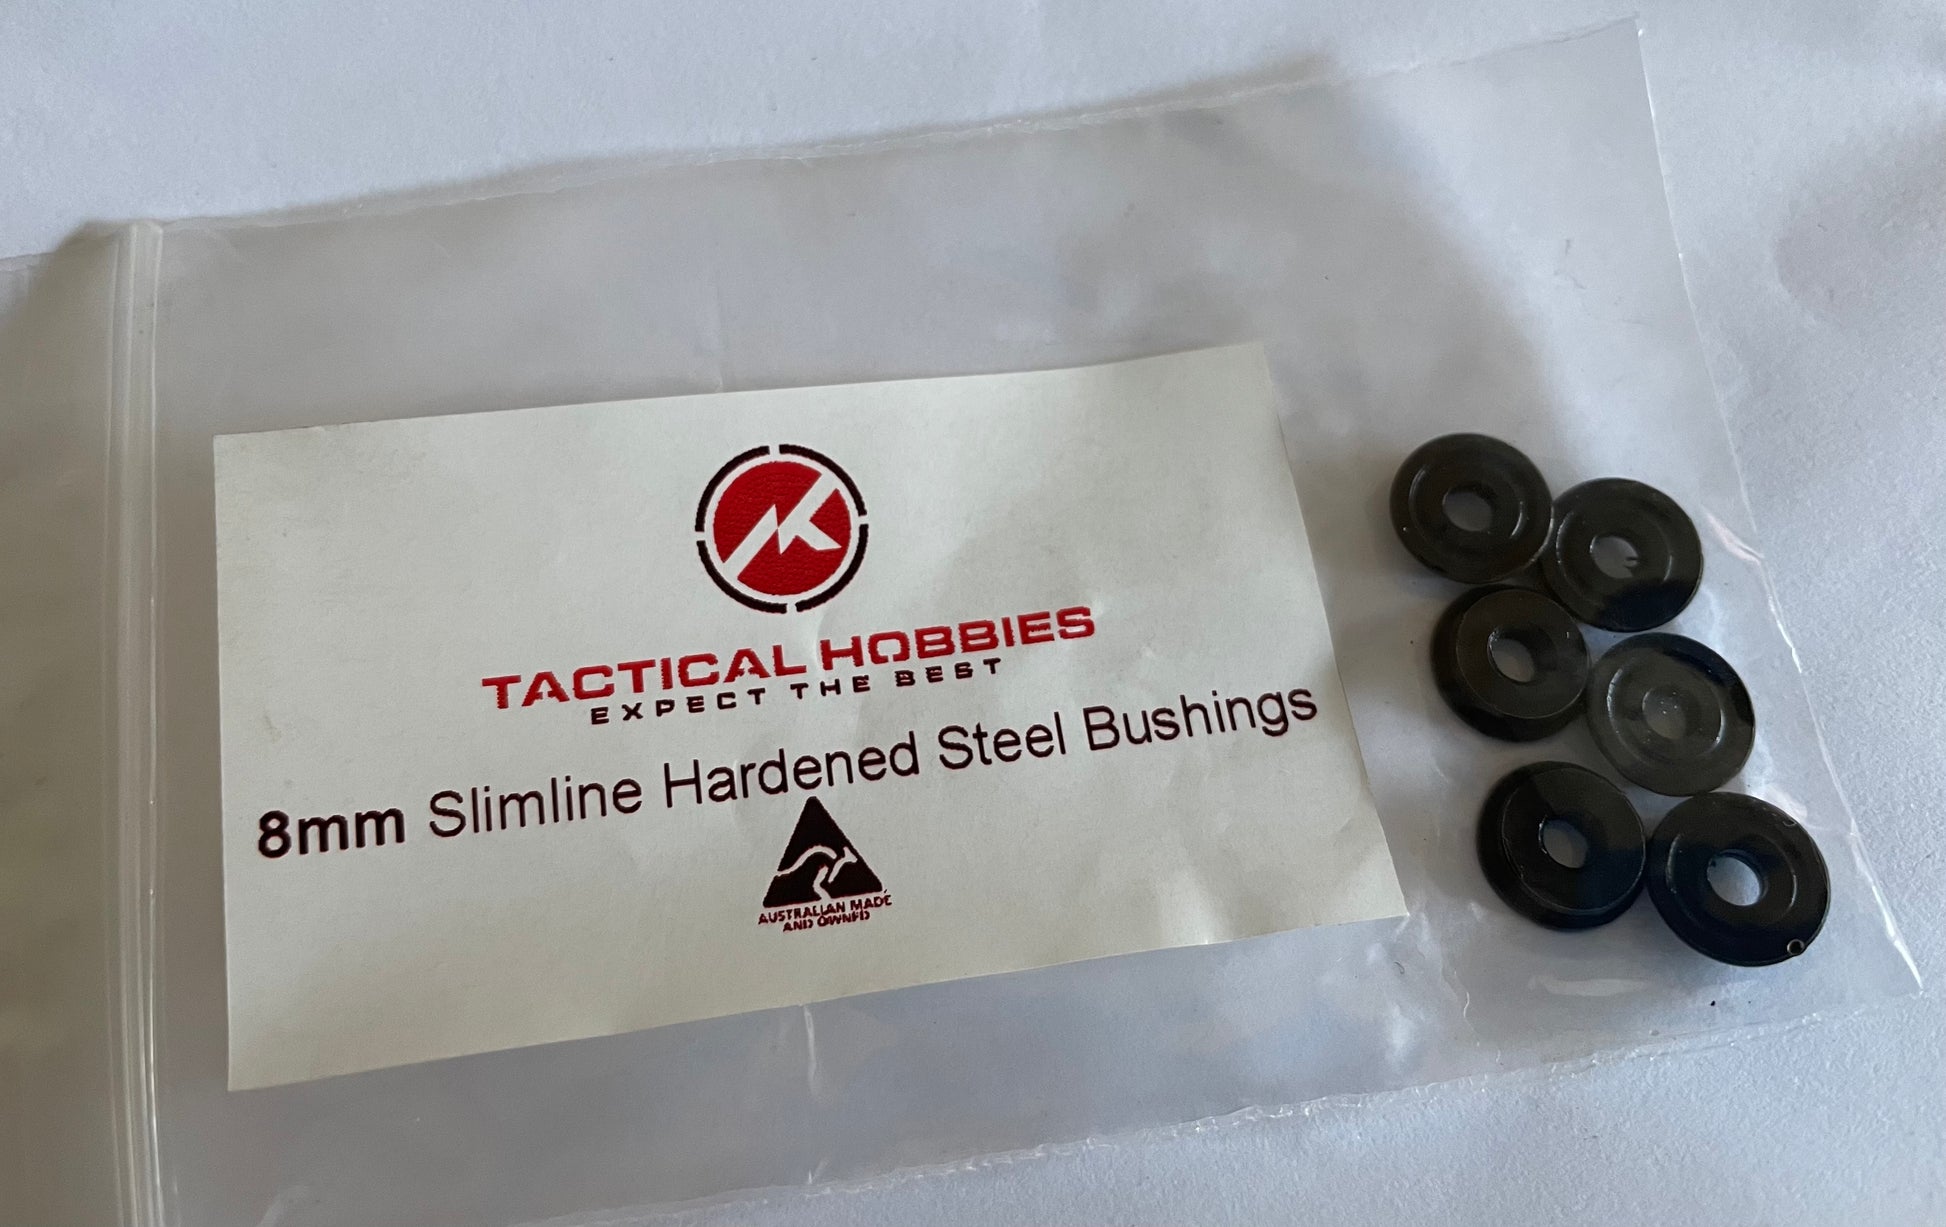 TACTICAL HOBBIES
EXPECT THE BEST
8mm Slimline Hardened Steel Bushings
AUSTRALIAN MADE
AND OWNED